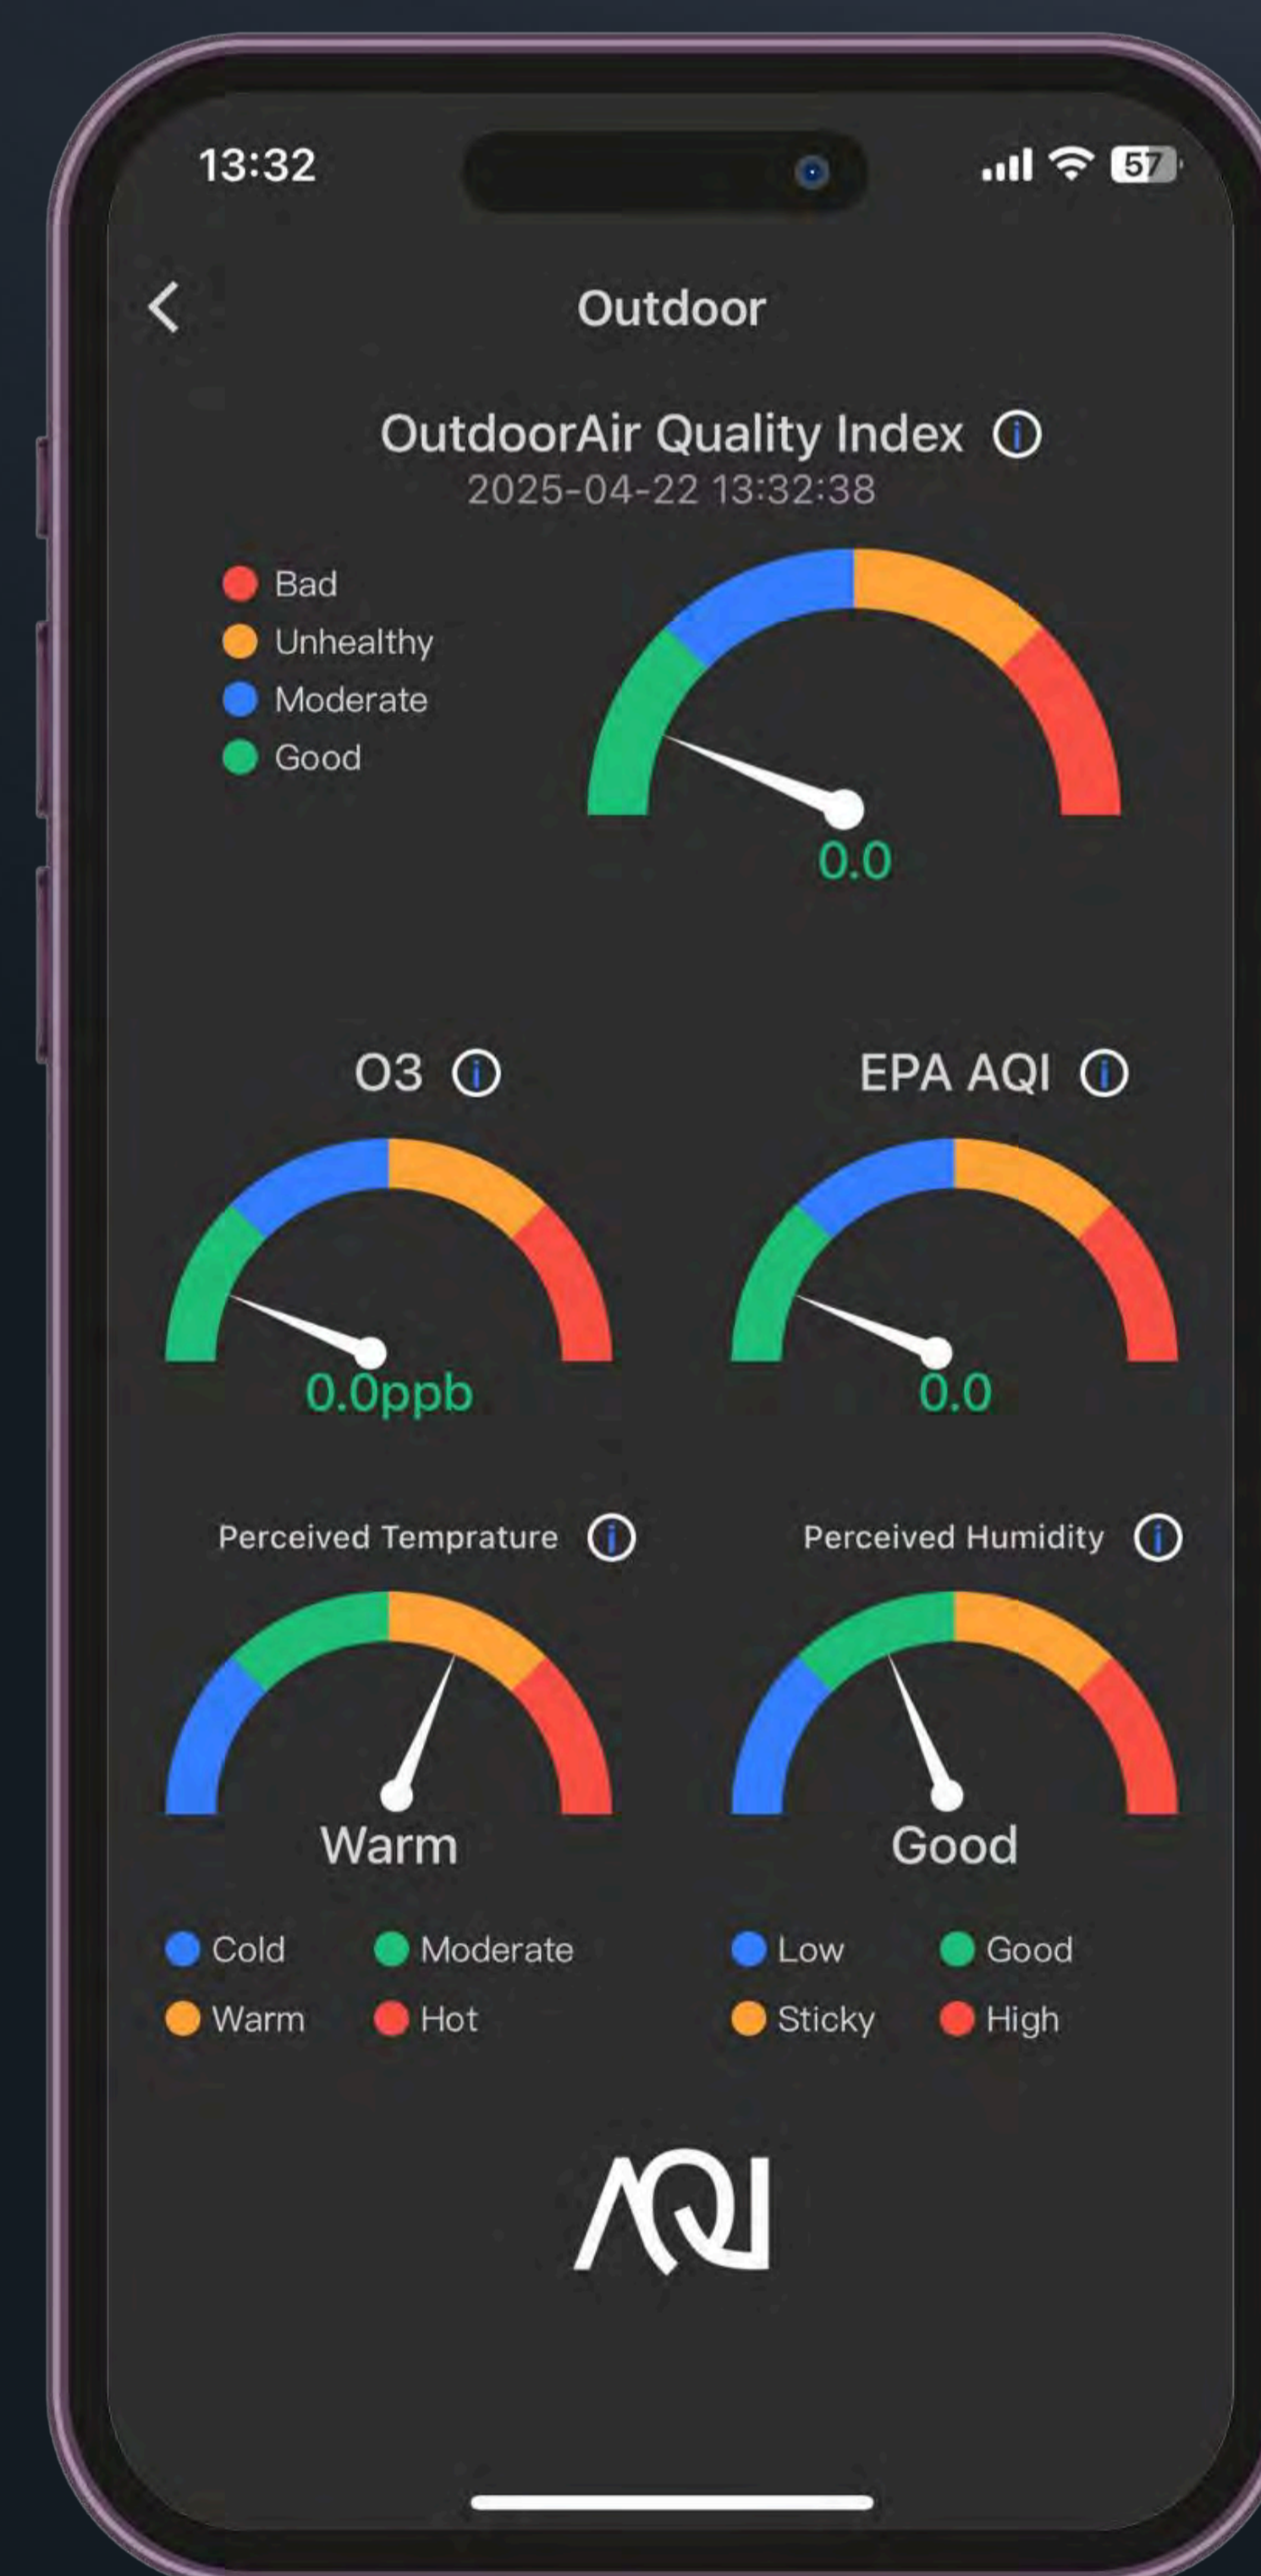 13:32
57
Outdoor
OutdoorAir Quality Index i
2025-04-22 13:32:38
Bad
Unhealthy
Moderate
Good
0.0
O3 i
EPA AQI i
0.0ppb
0.0
Perceived Temprature i
Perceived Humidity i
Warm
Good
Cold
Moderate
Warm
Hot
Low
Good
Sticky
High
AQI